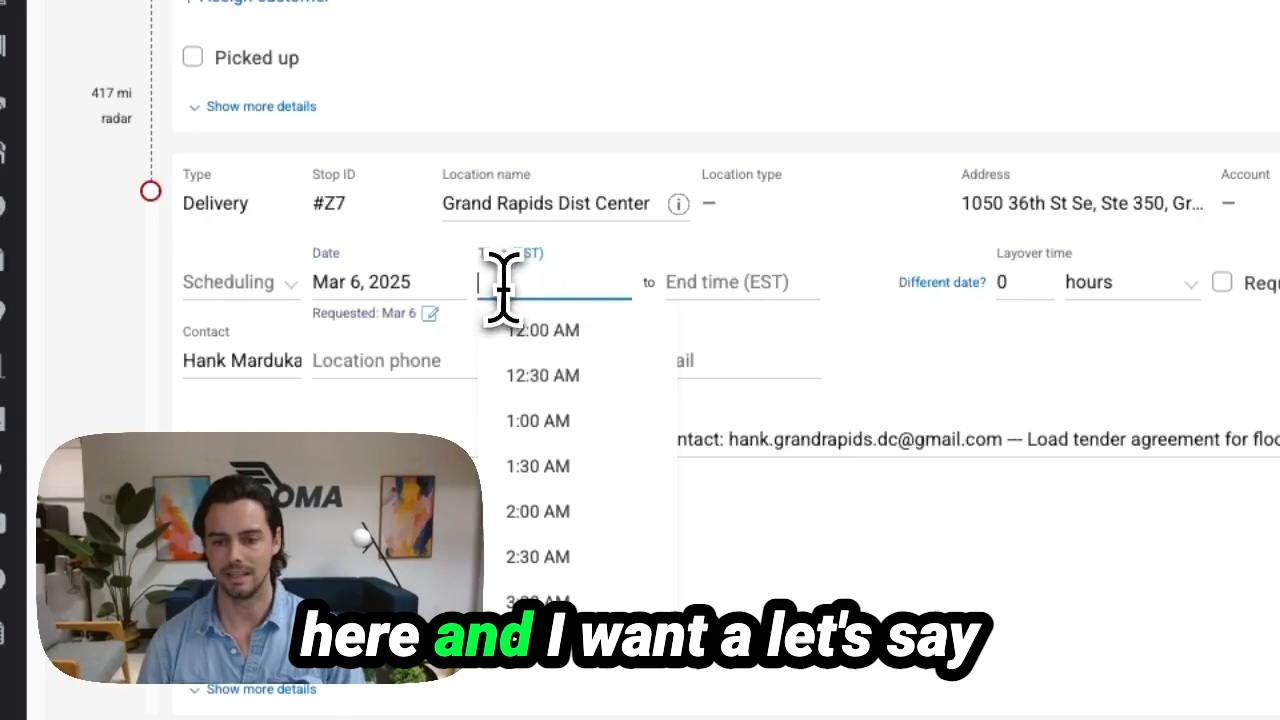 Picked up
417 mi
radar
Show more details
Type Stop ID Location name Location type Address Account
Delivery #Z7 Grand Rapids Dist Center — 1050 36th St Se, Ste 350, Gr... —
Date Layover time
Scheduling Mar 6, 2025 to End time (EST) Different date? 0 hours
Requested: Mar 6
Contact
Hank Marduka Location phone
12:00 AM
12:30 AM
1:00 AM
1:30 AM
2:00 AM
2:30 AM
hank.grandrapids.dc@gmail.com — Load tender agreement for
here and I want a let's say
Show more details